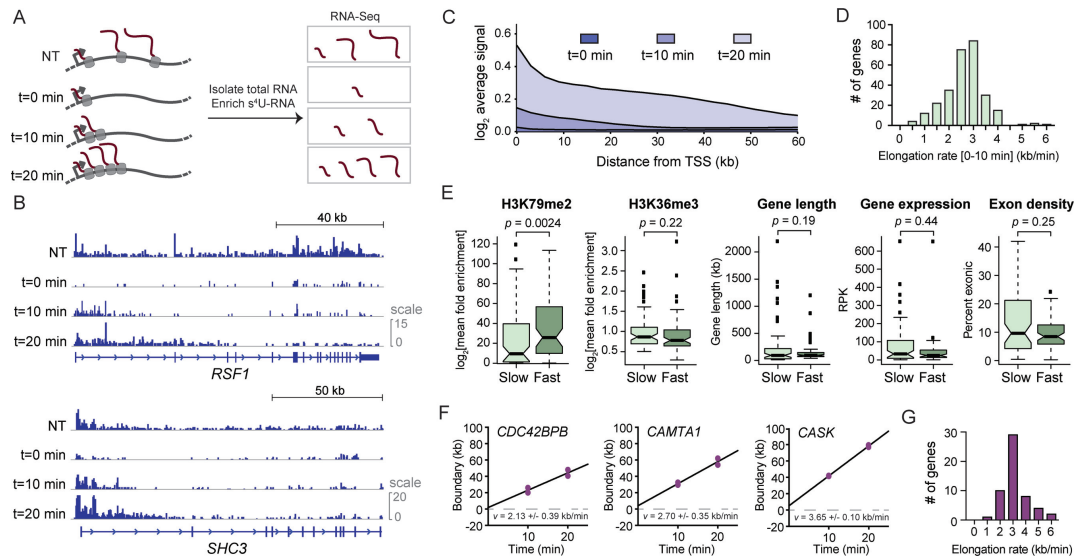 A
RNA-Seq
NT
t=0 min
t=10 min
t=20 min
Isolate total RNA
Enrich s⁴U-RNA
B
40 kb
NT
t=0 min
t=10 min
t=20 min
scale
15
0
RSF1
50 kb
NT
t=0 min
t=10 min
t=20 min
scale
20
0
SHC3
C
log₂ average signal
0.6
0.4
0.2
0.0
t=0 min
t=10 min
t=20 min
0 10 20 30 40 50 60
Distance from TSS (kb)
D
# of genes
100
80
60
40
20
0
0 1 2 3 4 5 6
Elongation rate [0-10 min] (kb/min)
E
H3K79me2
p = 0.0024
log₂[mean fold enrichment]
120
100
80
60
40
20
0
Slow Fast
H3K36me3
p = 0.22
log₂[mean fold enrichment]
3.0
2.5
2.0
1.5
1.0
0.5
0
Slow Fast
Gene length
p = 0.19
Gene length (kb)
2000
1500
1000
500
0
Slow Fast
Gene expression
p = 0.44
RPK
600
500
400
300
200
100
0
Slow Fast
Exon density
p = 0.25
Percent exonic
40
30
20
10
0
Slow Fast
F
CDC42BPB
Boundary (kb)
100
80
60
40
20
0
-20
v = 2.13 +/- 0.39 kb/min
10 20
Time (min)
CAMTA1
Boundary (kb)
100
80
60
40
20
0
-20
v = 2.70 +/- 0.35 kb/min
10 20
Time (min)
CASK
Boundary (kb)
100
80
60
40
20
0
-20
v = 3.65 +/- 0.10 kb/min
10 20
Time (min)
G
# of genes
30
20
10
0
0 1 2 3 4 5 6
Elongation rate (kb/min)